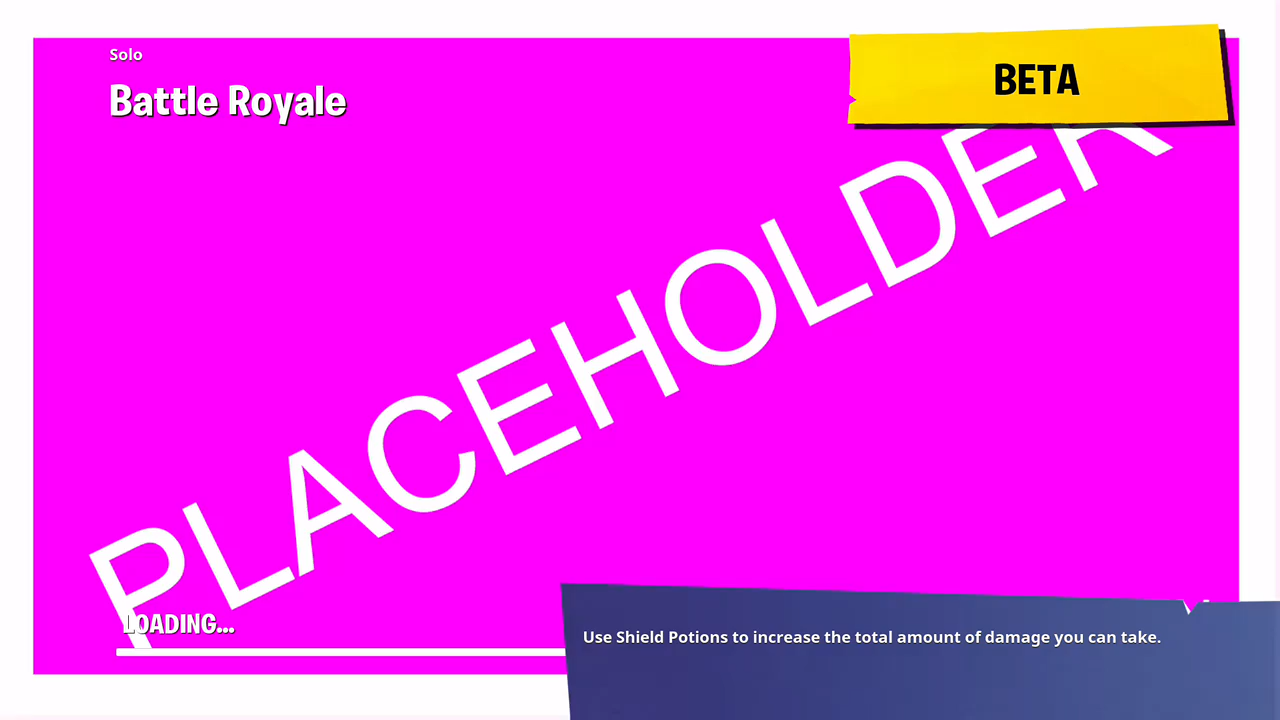 Solo
Battle Royale
BETA
PLACEHOLDER
LOADING...
Use Shield Potions to increase the total amount of damage you can take.